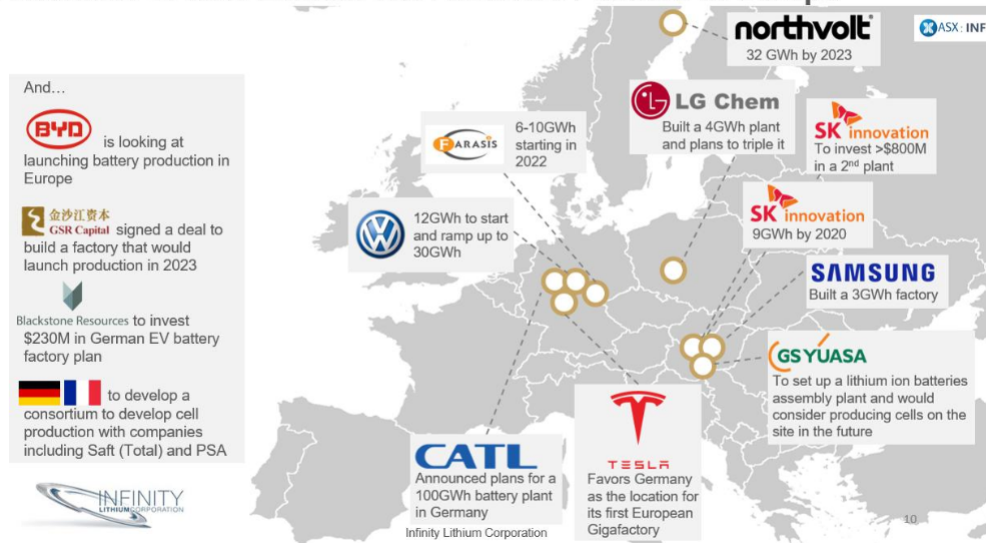 northvolt
32 GWh by 2023
ASX: INF
And…
BYD
is looking at
launching battery production in
Europe
金沙江资本
GSR Capital signed a deal to
build a factory that would
launch production in 2023
Blackstone Resources to invest
$230M in German EV battery
factory plan
to develop a
consortium to develop cell
production with companies
including Saft (Total) and PSA
INFINITY
LITHIUM CORPORATION
FARASIS
6-10GWh
starting in
2022
LG Chem
Built a 4GWh plant
and plans to triple it
SK innovation
To invest >$800M
in a 2nd plant
12GWh to start
and ramp up to
30GWh
SK innovation
9GWh by 2020
SAMSUNG
Built a 3GWh factory
GS YUASA
To set up a lithium ion batteries
assembly plant and would
consider producing cells on the
site in the future
CATL
Announced plans for a
100GWh battery plant
in Germany
TESLA
Favors Germany
as the location for
its first European
Gigafactory
Infinity Lithium Corporation
10